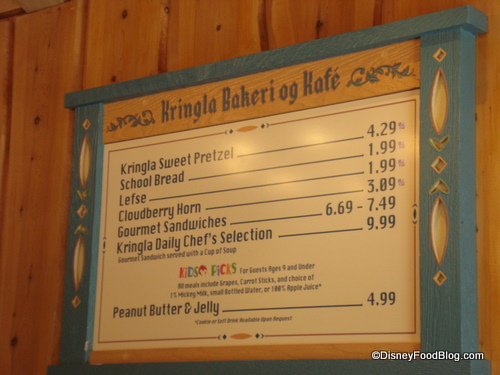 Kringla Bakeri og Kafé
Kringla Sweet Pretzel 4.29
School Bread 1.99
Lefse 1.99
Cloudberry Horn 3.09
Gourmet Sandwiches 6.69 - 7.49
Kringla Daily Chef's Selection 9.99
Gourmet Sandwich served with a Cup of Soup
KiDS PiCKS For Guests Ages 9 and Under
All meals include Grapes, Carrot Sticks, and choice of
1% Mickey Milk, small Bottled Water, or 100% Apple Juice*
Peanut Butter & Jelly 4.99
*Cookie or Soft Drink Available Upon Request
©DisneyFoodBlog.com